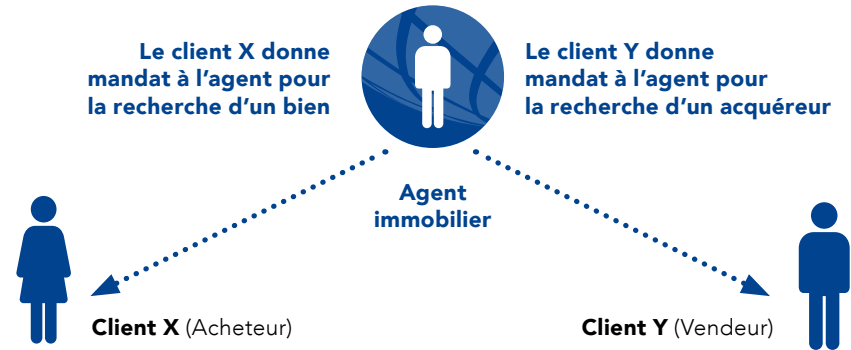 Le client X donne
mandat à l’agent pour
la recherche d’un bien
Le client Y donne
mandat à l’agent pour
la recherche d’un acquéreur
Agent
immobilier
Client X (Acheteur)
Client Y (Vendeur)